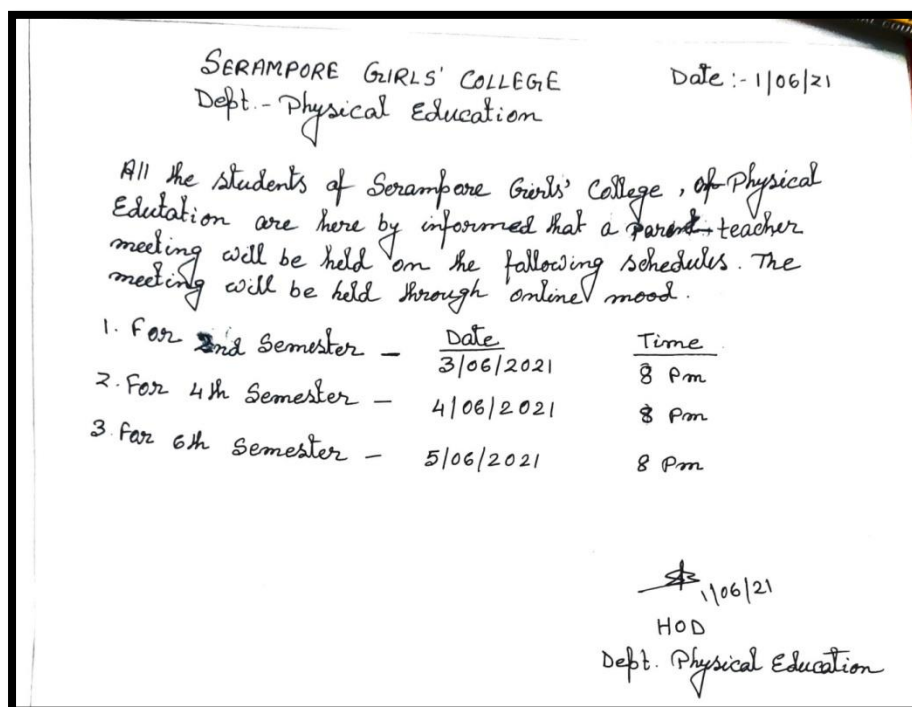 SERAMPORE GIRLS' COLLEGE Date :- 1/06/21
Deptt.- Physical Education
All the students of Serampore Girls' College, of Physical
Edutation are here by informed that a parent-teacher
meeting will be held on the following schedules. The
meeting will be held through online mood.
Date Time
1. For 2nd Semester - 3/06/2021 8 Pm
2. For 4th Semester - 4/06/2021 8 Pm
3. For 6th Semester - 5/06/2021 8 Pm
1/06/21
HOD
Dept. Physical Education